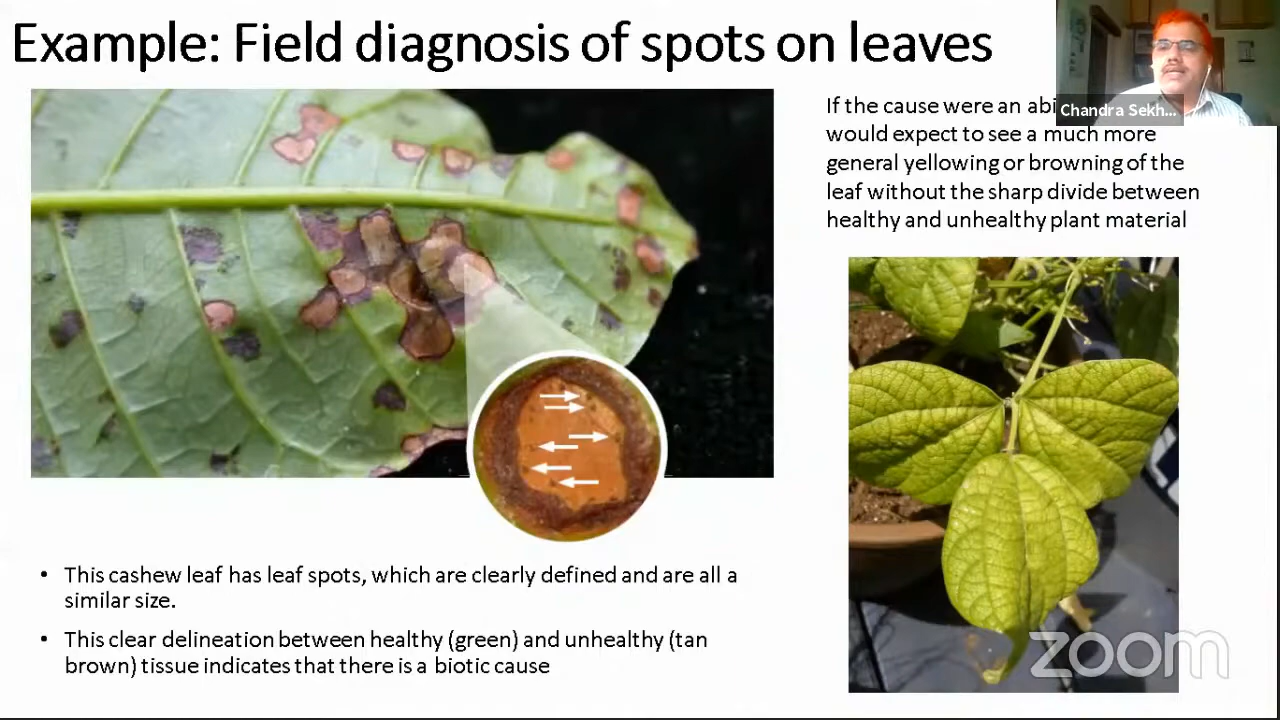 Example: Field diagnosis of spots on leaves
If the cause were an abi
Chandra Sekh...
would expect to see a much more
general yellowing or browning of the
leaf without the sharp divide between
healthy and unhealthy plant material
• This cashew leaf has leaf spots, which are clearly defined and are all a
similar size.
• This clear delineation between healthy (green) and unhealthy (tan
brown) tissue indicates that there is a biotic cause
zoom